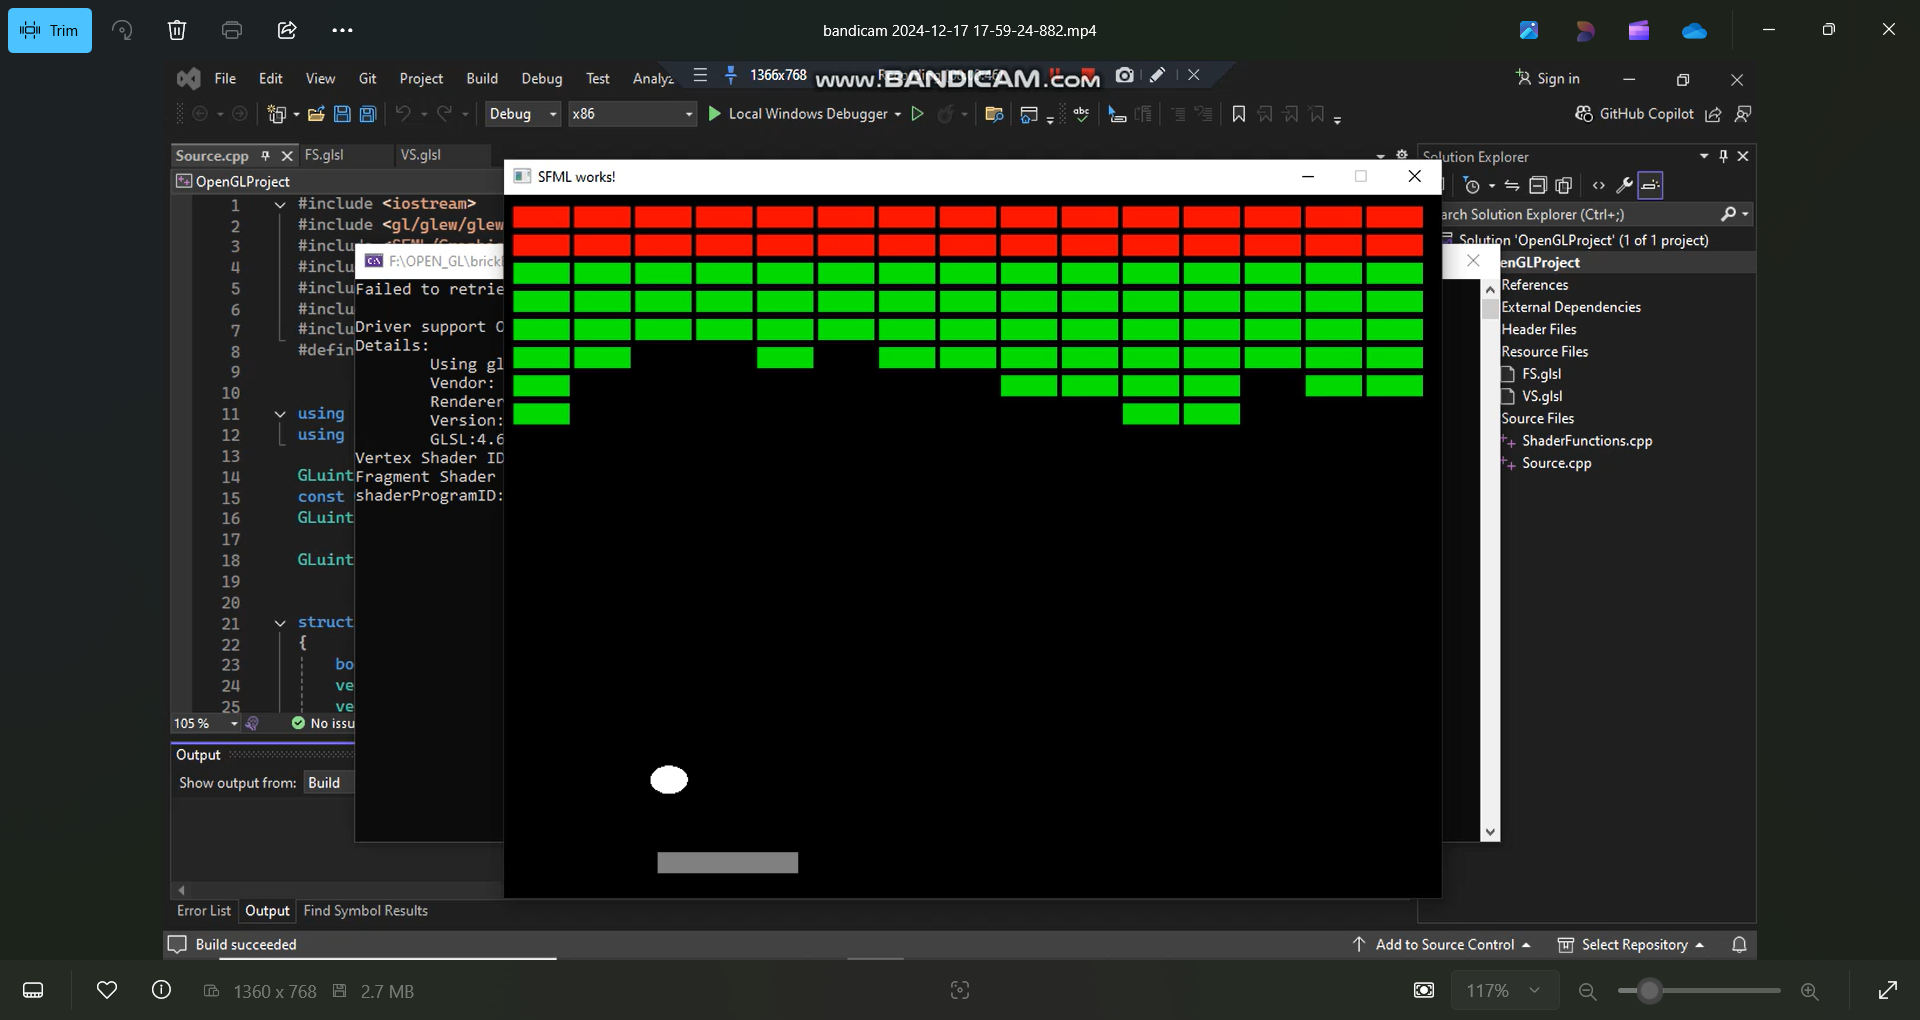 Trim
bandicam 2024-12-17 17-59-24-882.mp4
File Edit View Git Project Build Debug Test Analyz
1366x768
www.BANDICAM.com
Sign in
Debug x86 Local Windows Debugger
GitHub Copilot
Source.cpp FS.glsl VS.glsl
OpenGLProject
1 #include <iostream>
2 #include <gl/glew/glew
3 #include
4 #inclu
5 #inclu
6 #inclu
7 #inclu
8 #defin
9
10
11 using
12 using
13
14 GLuint
15 const
16 GLuint
17
18 GLuint
19
20
21 struct
22 {
23 bo
24 ve
25 ve
105 % No issu
F:\OPEN_GL\brick
Failed to retrie
Driver support O
Details:
Using gl
Vendor:
Renderer
Version:
GLSL:4.6
Vertex Shader ID
Fragment Shader
shaderProgramID:
SFML works!
Solution Explorer
arch Solution Explorer (Ctrl+;)
Solution 'OpenGLProject' (1 of 1 project)
enGLProject
References
External Dependencies
Header Files
Resource Files
FS.glsl
VS.glsl
Source Files
ShaderFunctions.cpp
Source.cpp
Output
Show output from: Build
Error List Output Find Symbol Results
Build succeeded
Add to Source Control Select Repository
1360 x 768 2.7 MB
117%